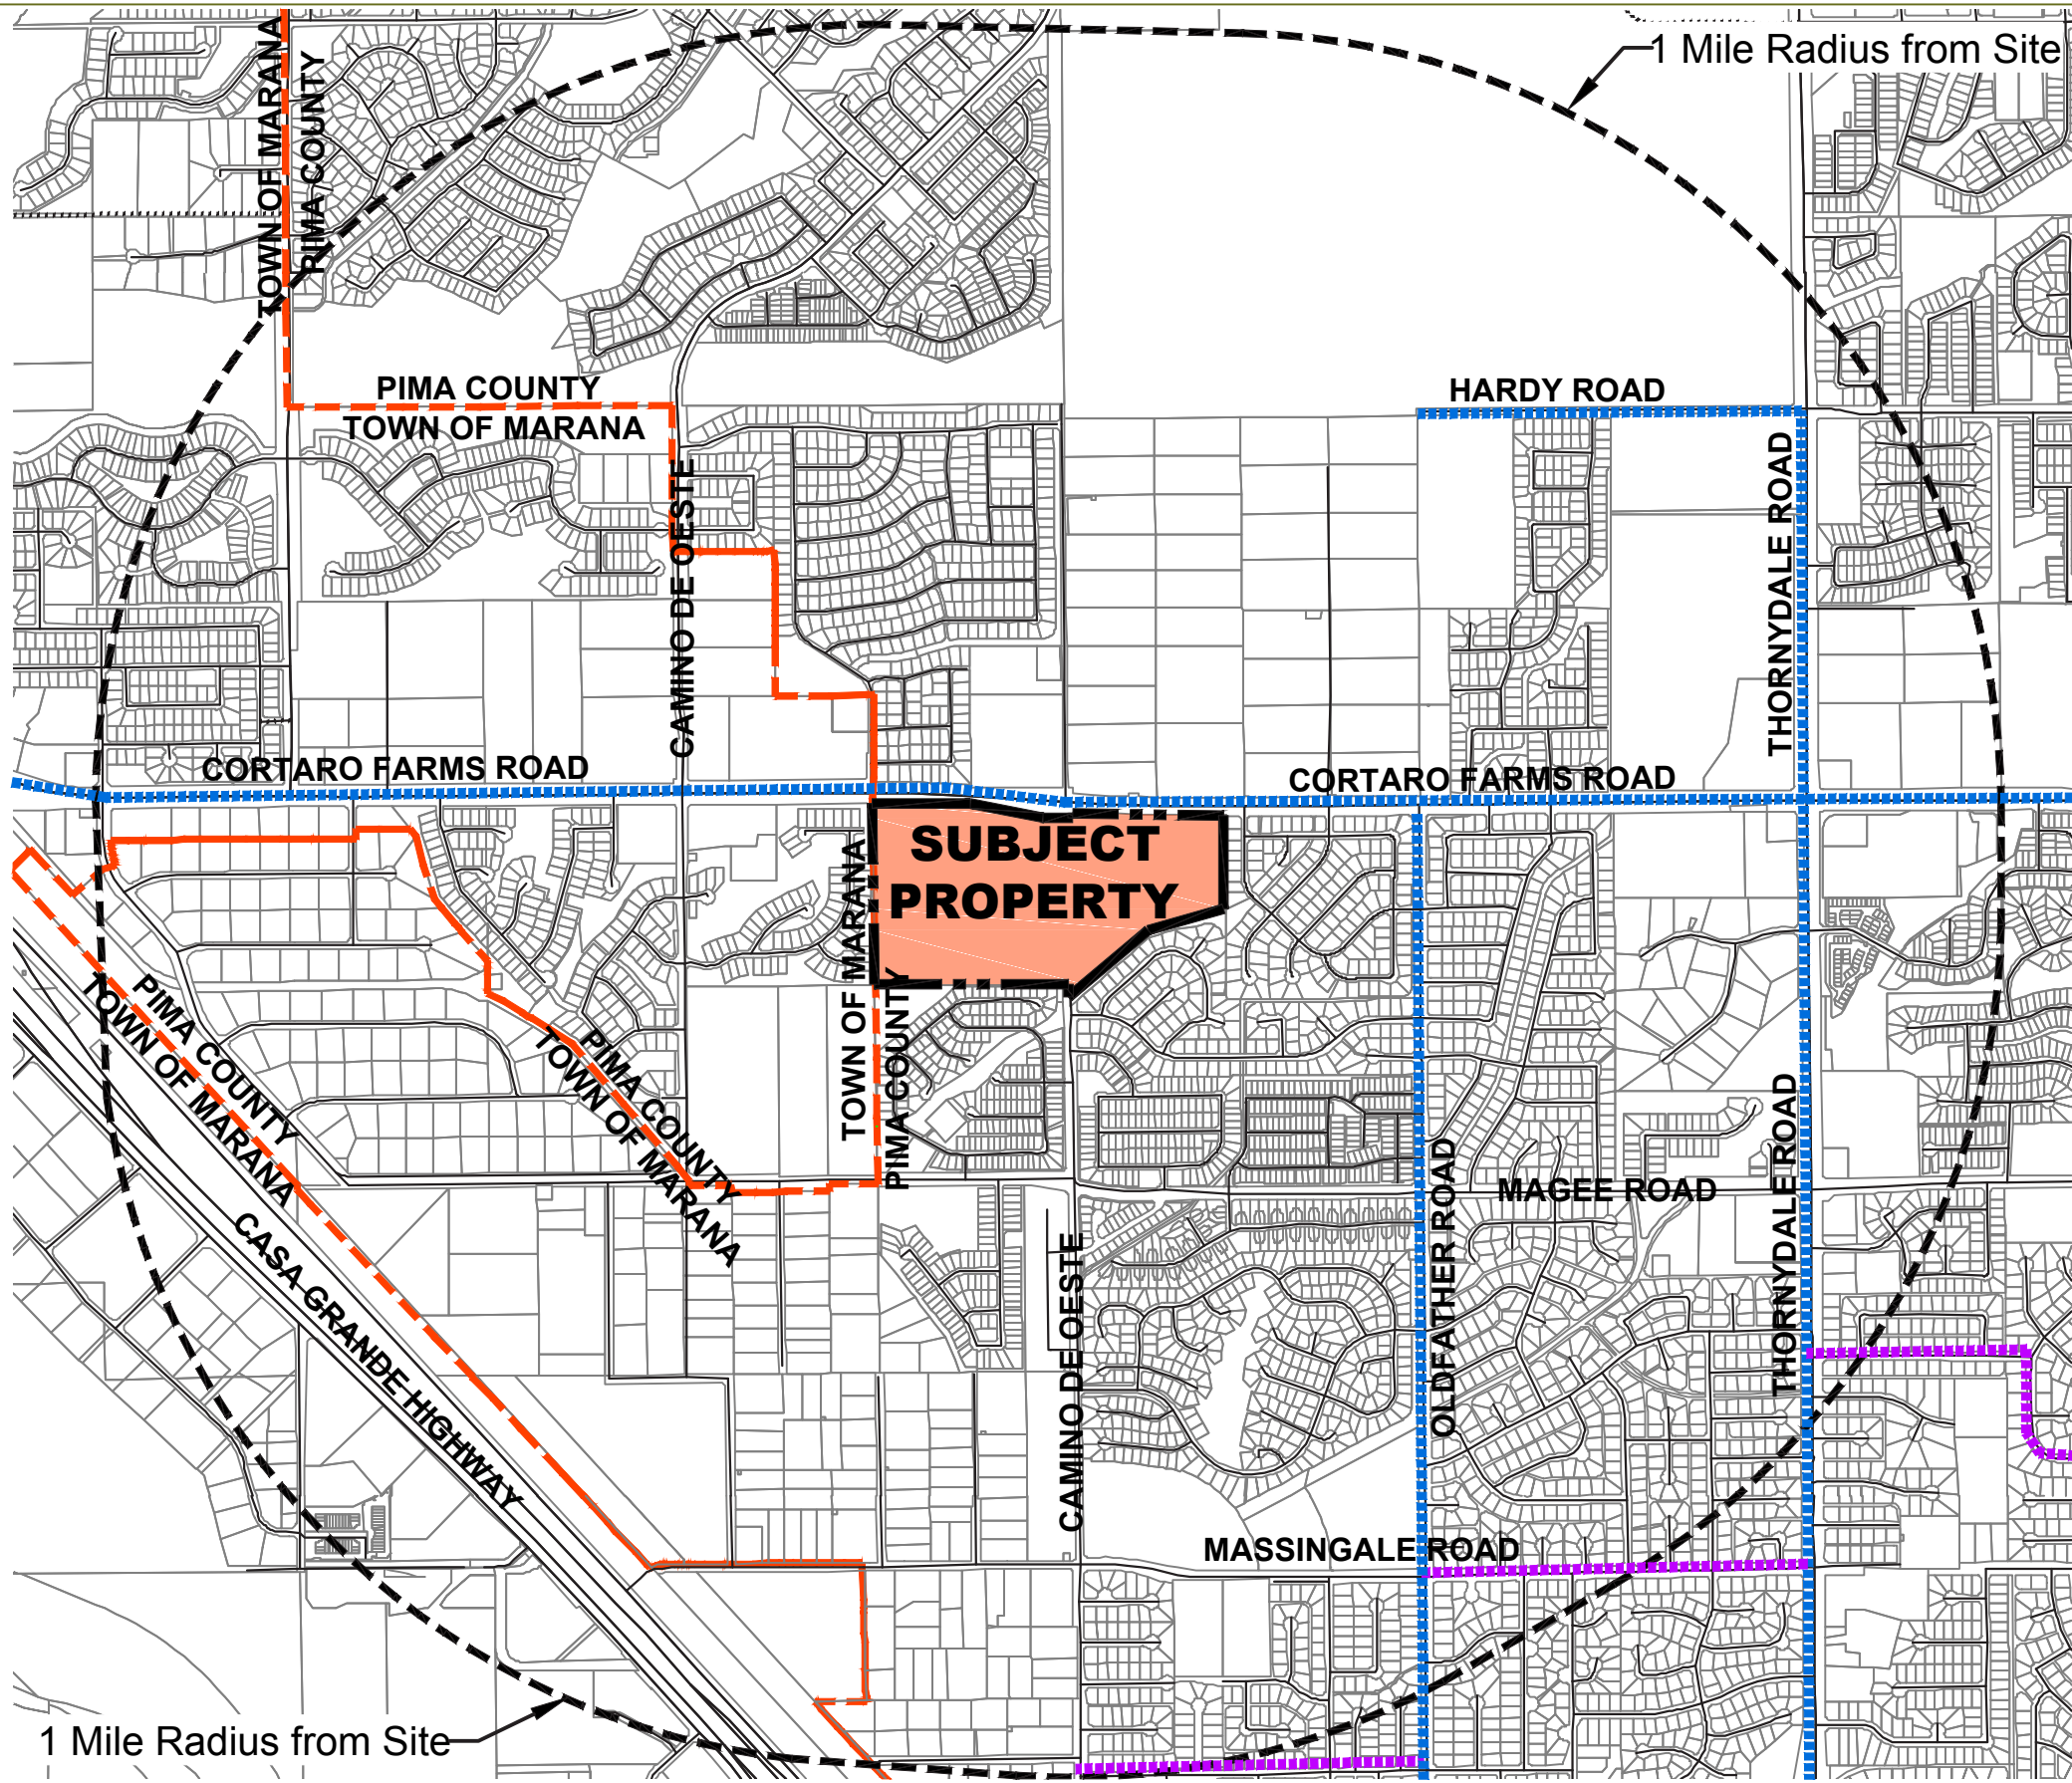 1 Mile Radius from Site
TOWN OF MARANA
PIMA COUNTY
PIMA COUNTY
TOWN OF MARANA
HARDY ROAD
THORNYDALE ROAD
CAMINO DE OESTE
CORTARO FARMS ROAD
CORTARO FARMS ROAD
SUBJECT
PROPERTY
TOWN OF MARANA
PIMA COUNTY
PIMA COUNTY
TOWN OF MARANA
PIMA COUNTY
TOWN OF MARANA
THORNYDALE ROAD
OLDFATHER ROAD
MAGEE ROAD
CASA GRANDE HIGHWAY
CAMINO DE OESTE
MASSINGALE ROAD
1 Mile Radius from Site